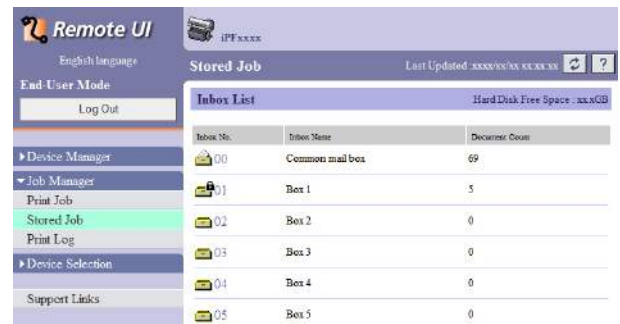 Remote UI
English language
End-User Mode
Log Out
Device Manager
Job Manager
Print Job
Stored Job
Print Log
Device Selection
Support Links
iPFxxxx
Stored Job
Last Updated :xxxx/xx/xx xx:xx:xx
?
Inbox List
Hard Disk Free Space : xx.xGB
Inbox No. Inbox Name Document Count
00 Common mail box 69
01 Box 1 5
02 Box 2 0
03 Box 3 0
04 Box 4 0
05 Box 5 0